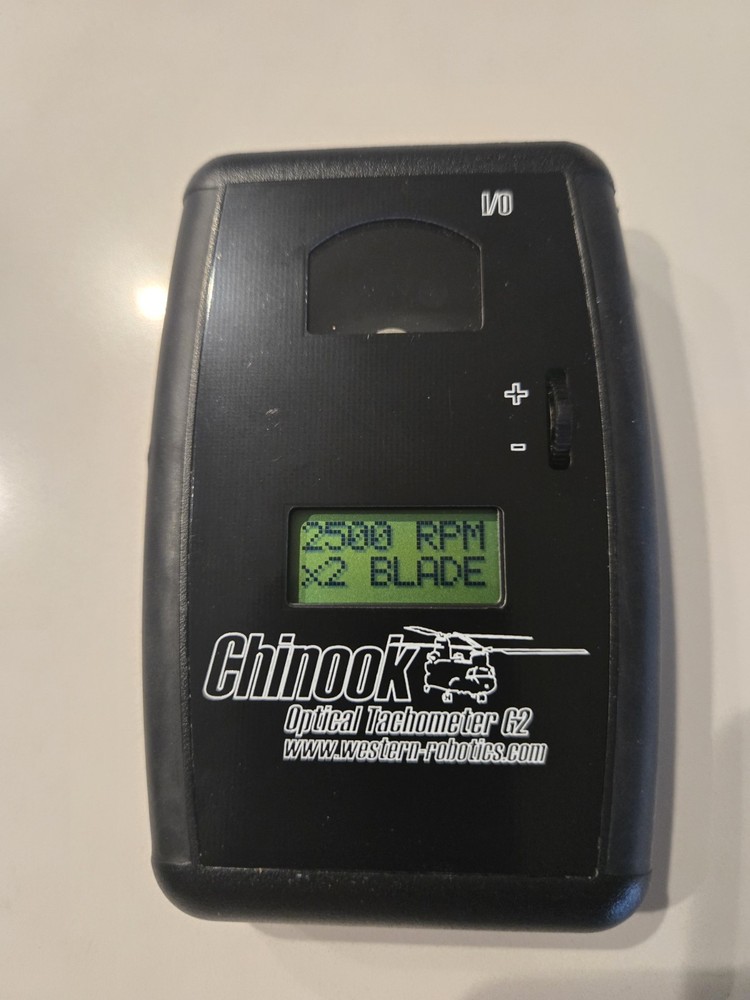 I/O
+
-
2500 RPM
x2 BLADE
Chinook
Optical Tachometer G2
www.western-robotics.com